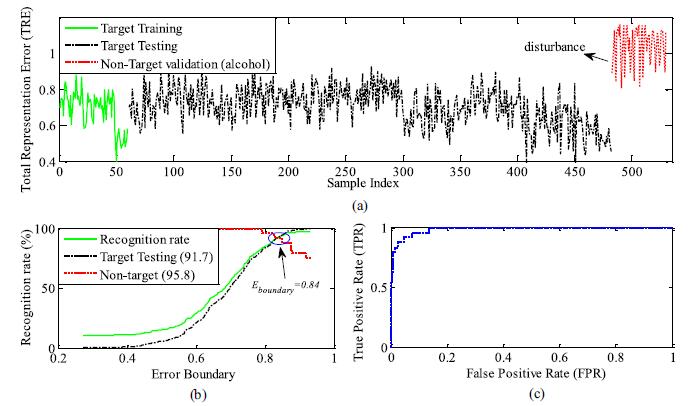 Total Representation Error (TRE)
1
0.8
0.6
0.4
Target Training
Target Testing
Non-Target validation (alcohol)
disturbance
0 50 100 150 200 250 300 350 400 450 500
Sample Index
(a)
Recognition rate (%)
100
50
0
Recognition rate
Target Testing (91.7)
Non-target (95.8)
Eboundary=0.84
0.2 0.4 0.6 0.8 1
Error Boundary
(b)
True Positive Rate (TPR)
1
0.5
0
0 0.2 0.4 0.6 0.8 1
False Positive Rate (FPR)
(c)